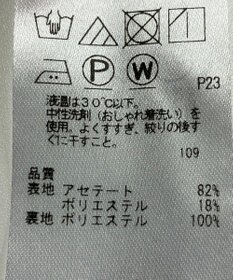 P
W
P23
液温は30℃以下。
中性洗剤(おしゃれ着洗い)を
使用。よくすすぎ、絞りの後す
ぐに干すこと。
109
品質
表地 アセテート 82%
ポリエステル 18%
裏地 ポリエステル 100%